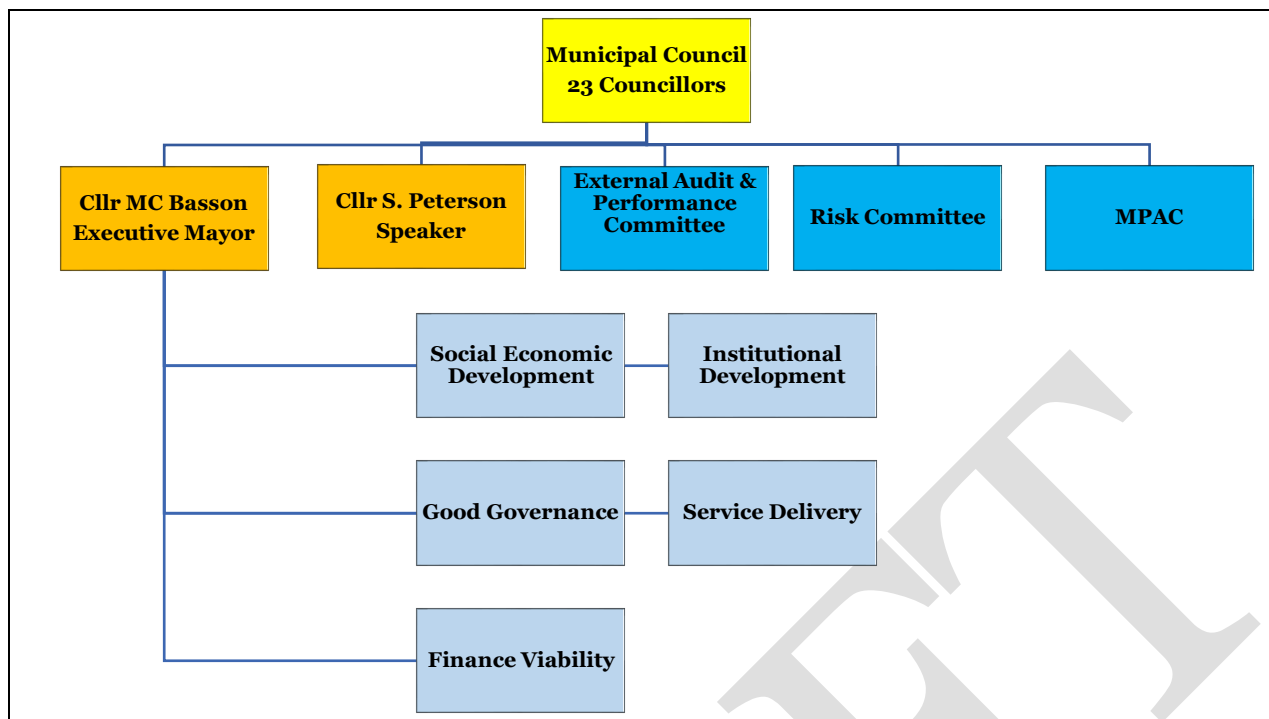 Municipal Council
23 Councillors
Cllr MC Basson
Executive Mayor
Cllr S. Peterson
Speaker
External Audit &
Performance
Committee
Risk Committee
MPAC
Social Economic
Development
Institutional
Development
Good Governance
Service Delivery
Finance Viability
FT